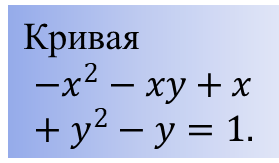 Кривая
−x² − xy + x
+ y² − y = 1.